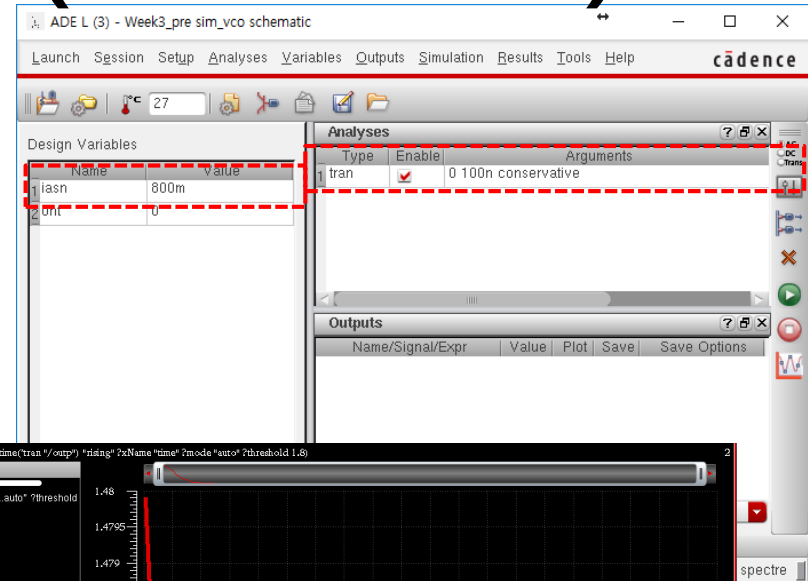 ADE L (3) - Week3_pre sim_vco schematic
Launch Session Setup Analyses Variables Outputs Simulation Results Tools Help
cādence
°C 27
Design Variables
Name Value
1 iasn 800m
2 0
Analyses
Type Enable Arguments
1 tran 0 100n conservative
AC
DC
Trans
Outputs
Name/Signal/Expr Value Plot Save Save Options
time("tran "/outp") "rising" ?xName "time" ?mode "auto" ?threshold 1.8)
2
..auto" ?threshold
1.48
1.4795
1.479
spectre